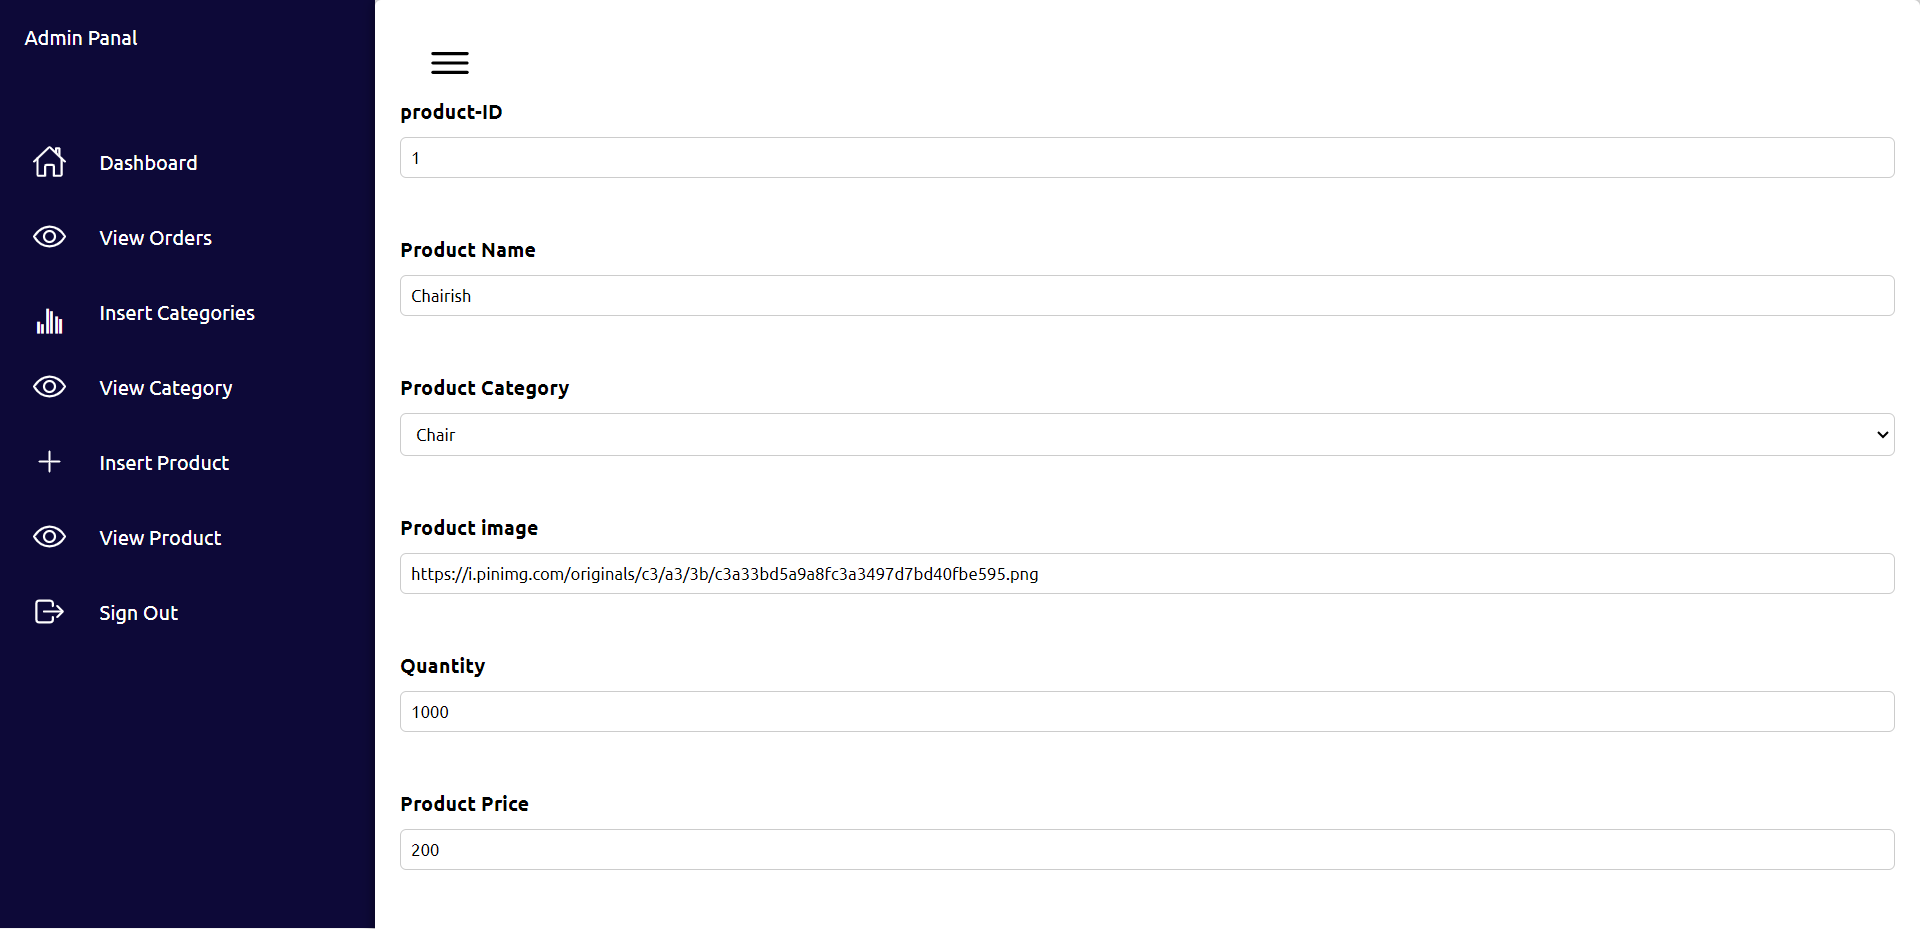 Admin Panal
Dashboard
View Orders
Insert Categories
View Category
Insert Product
View Product
Sign Out
product-ID
1
Product Name
Chairish
Product Category
Chair
Product image
https://i.pinimg.com/originals/c3/a3/3b/c3a33bd5a9a8fc3a3497d7bd40fbe595.png
Quantity
1000
Product Price
200